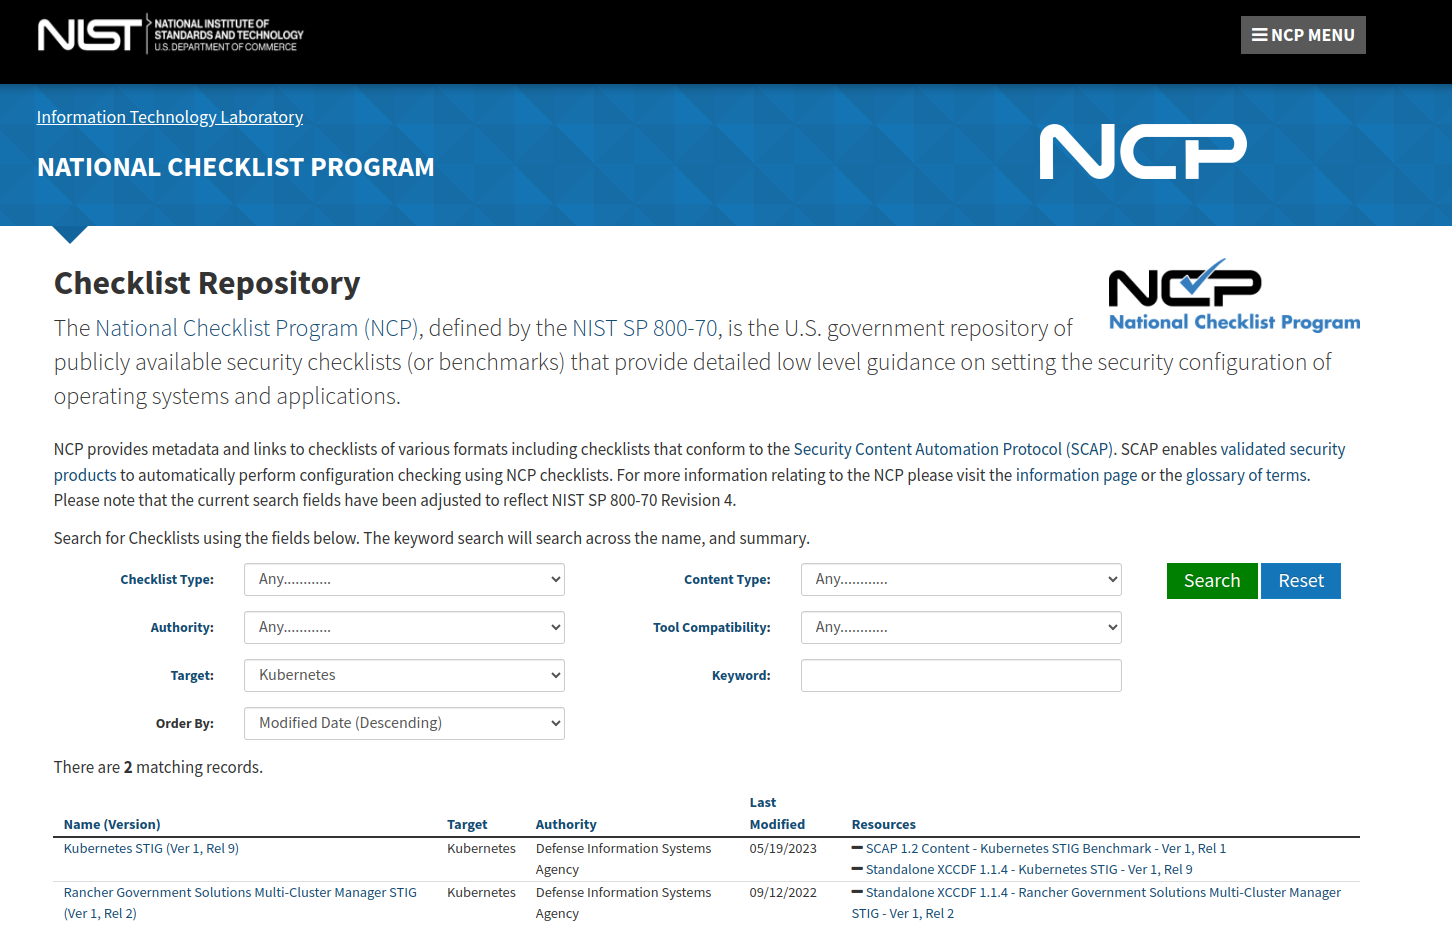 NIST
NATIONAL INSTITUTE OF
STANDARDS AND TECHNOLOGY
U.S. DEPARTMENT OF COMMERCE
NCP MENU
Information Technology Laboratory
NATIONAL CHECKLIST PROGRAM
NCP
Checklist Repository
NCP
National Checklist Program
The National Checklist Program (NCP), defined by the NIST SP 800-70, is the U.S. government repository of
publicly available security checklists (or benchmarks) that provide detailed low level guidance on setting the security configuration of
operating systems and applications.
NCP provides metadata and links to checklists of various formats including checklists that conform to the Security Content Automation Protocol (SCAP). SCAP enables validated security
products to automatically perform configuration checking using NCP checklists. For more information relating to the NCP please visit the information page or the glossary of terms.
Please note that the current search fields have been adjusted to reflect NIST SP 800-70 Revision 4.
Search for Checklists using the fields below. The keyword search will search across the name, and summary.
Checklist Type: Any............ Content Type: Any............ Search Reset
Authority: Any............ Tool Compatibility: Any............
Target: Kubernetes Keyword:
Order By: Modified Date (Descending)
There are 2 matching records.
Last
Name (Version) Target Authority Modified Resources
Kubernetes STIG (Ver 1, Rel 9) Kubernetes Defense Information Systems 05/19/2023 SCAP 1.2 Content - Kubernetes STIG Benchmark - Ver 1, Rel 1
Agency Standalone XCCDF 1.1.4 - Kubernetes STIG - Ver 1, Rel 9
Rancher Government Solutions Multi-Cluster Manager STIG Kubernetes Defense Information Systems 09/12/2022 Standalone XCCDF 1.1.4 - Rancher Government Solutions Multi-Cluster Manager
(Ver 1, Rel 2) Agency STIG - Ver 1, Rel 2